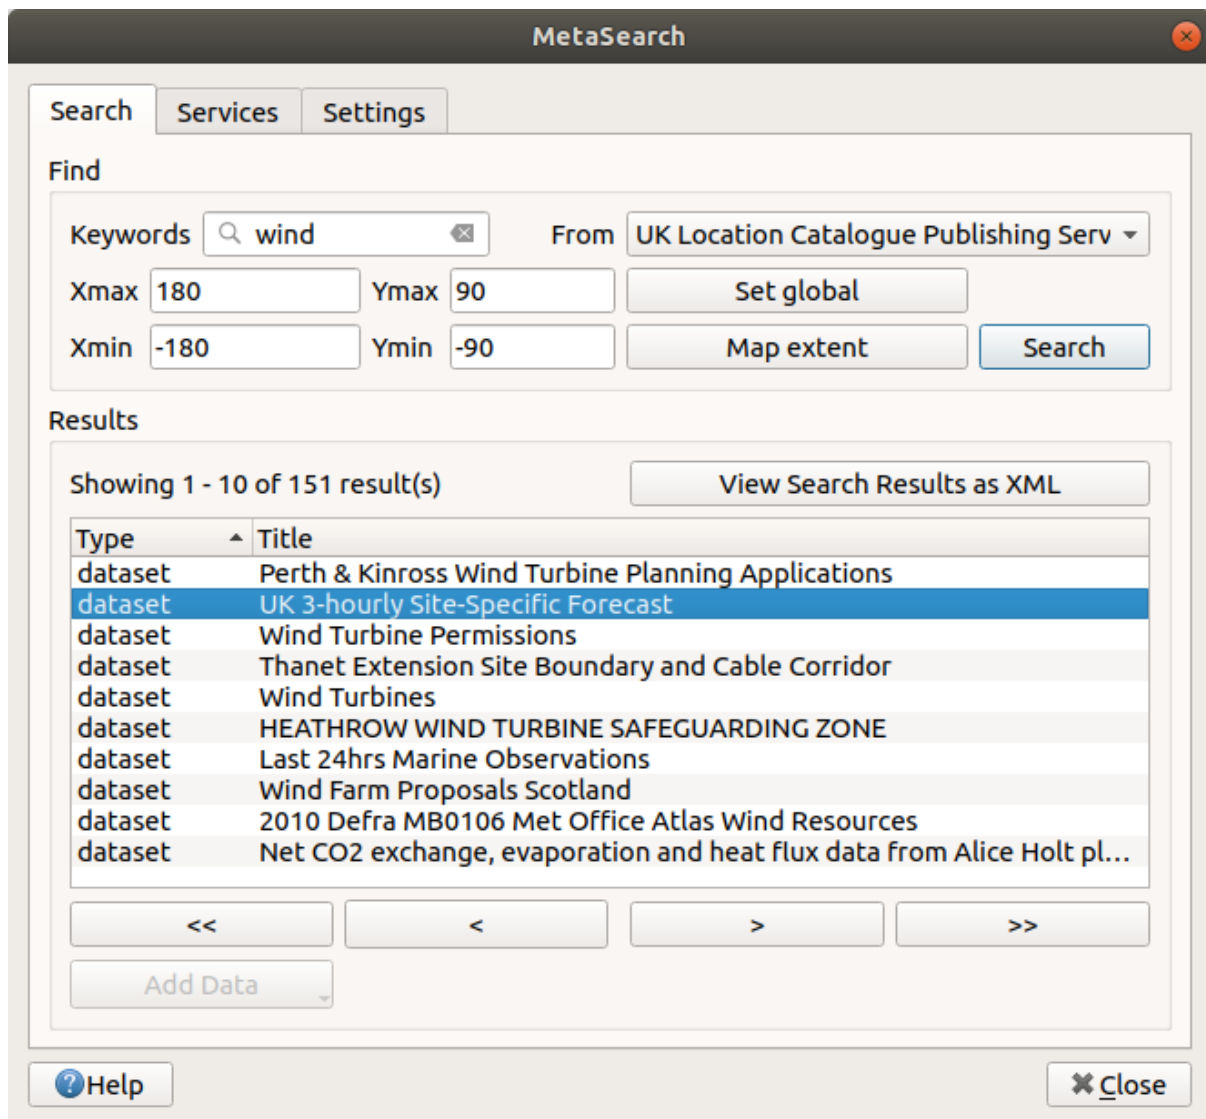 MetaSearch
Search Services Settings
Find
Keywords wind From UK Location Catalogue Publishing Serv
Xmax 180 Ymax 90 Set global
Xmin -180 Ymin -90 Map extent Search
Results
Showing 1 - 10 of 151 result(s) View Search Results as XML
Type Title
dataset Perth & Kinross Wind Turbine Planning Applications
dataset UK 3-hourly Site-Specific Forecast
dataset Wind Turbine Permissions
dataset Thanet Extension Site Boundary and Cable Corridor
dataset Wind Turbines
dataset HEATHROW WIND TURBINE SAFEGUARDING ZONE
dataset Last 24hrs Marine Observations
dataset Wind Farm Proposals Scotland
dataset 2010 Defra MB0106 Met Office Atlas Wind Resources
dataset Net CO2 exchange, evaporation and heat flux data from Alice Holt pl...
<< < > >>
Add Data
Help Close